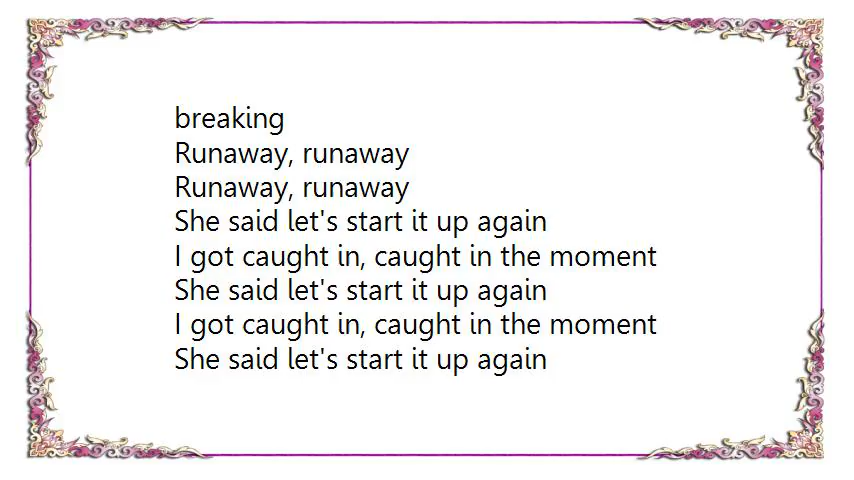 breaking
Runaway, runaway
Runaway, runaway
She said let's start it up again
I got caught in, caught in the moment
She said let's start it up again
I got caught in, caught in the moment
She said let's start it up again